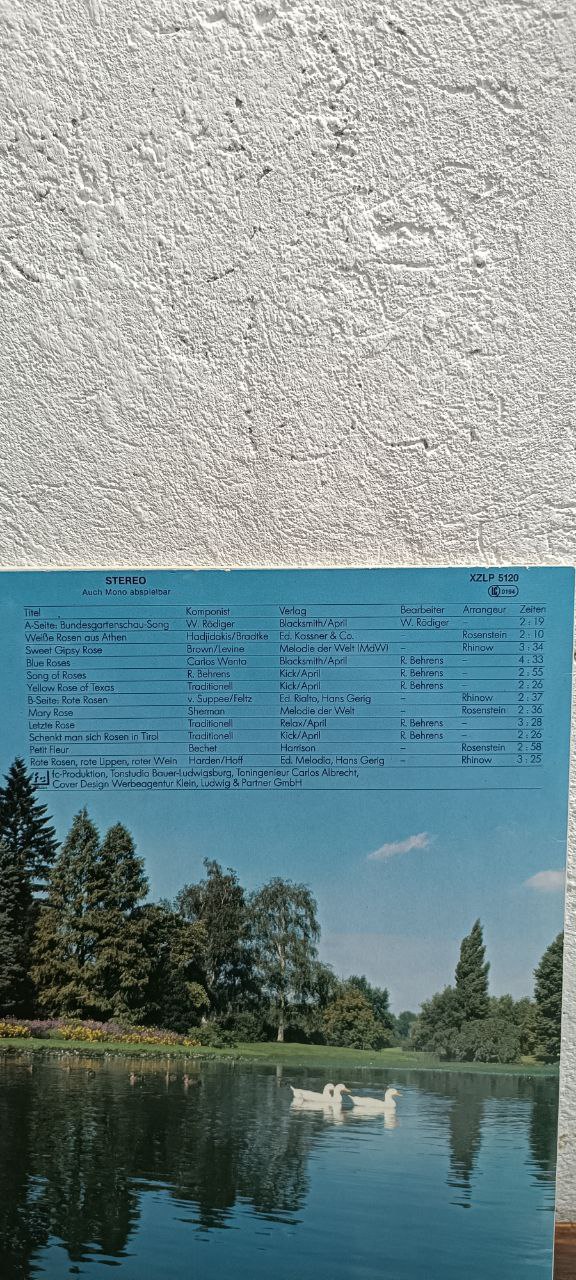 STEREO
Auch Mono abspielbar
XZLP 5120
LC 0194
Titel Komponist Verlag Bearbeiter Arrangeur Zeiten
A-Seite: Bundesgartenschau-Song W. Rödiger Blacksmith/April W. Rödiger – 2:19
Weiße Rosen aus Athen Hadjidakis/Bradtke Ed. Kassner & Co. – Rosenstein 2:10
Sweet Gipsy Rose Brown/Levine Melodie der Welt (MdW) – Rhinow 3:34
Blue Roses Carlos Wanta Blacksmith/April R. Behrens – 4:33
Song of Roses R. Behrens Kick/April R. Behrens – 2:55
Yellow Rose of Texas Traditionell Kick/April R. Behrens – 2:26
B-Seite: Rote Rosen v. Suppée/Feltz Ed. Rialto, Hans Gerig – Rhinow 2:37
Mary Rose Sherman Melodie der Welt – Rosenstein 2:36
Letzte Rose Traditionell Relax/April R. Behrens – 3:28
Schenkt man sich Rosen in Tirol Traditionell Kick/April R. Behrens – 2:26
Petit Fleur Bechet Harrison – Rosenstein 2:58
Rote Rosen, rote Lippen, roter Wein Harden/Hoff Ed. Melodia, Hans Gerig – Rhinow 3:25
fc-Produktion, Tonstudio Bauer-Ludwigsburg, Toningenieur Carlos Albrecht,
Cover Design Werbeagentur Klein, Ludwig & Partner GmbH